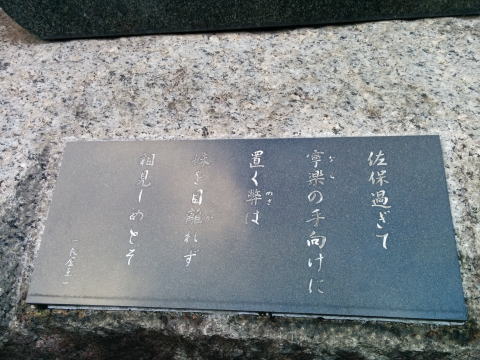 佐保過ぎて
寧楽の手向けに
置く幣は
妹を目離れず
相見しめとそ